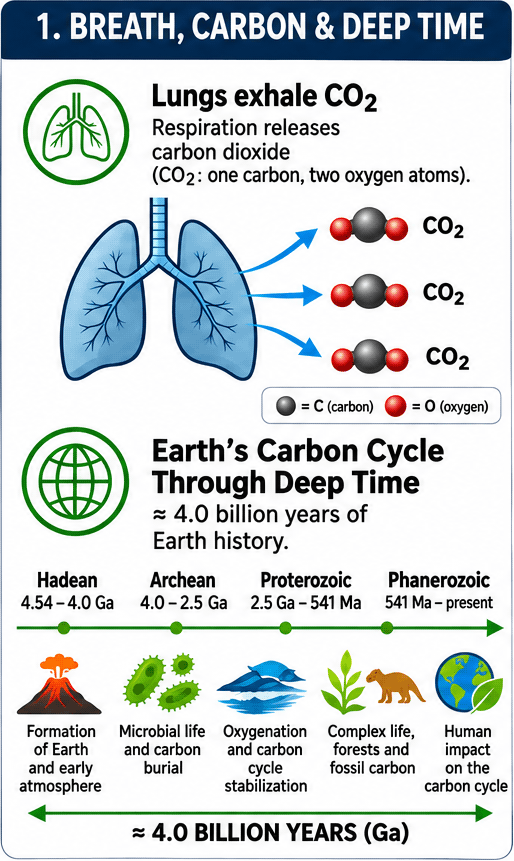 1. BREATH, CARBON & DEEP TIME
Lungs exhale CO₂
Respiration releases
carbon dioxide
(CO₂: one carbon, two oxygen atoms).
CO₂
CO₂
CO₂
= C (carbon) = O (oxygen)
Earth's Carbon Cycle
Through Deep Time
≈ 4.0 billion years of
Earth history.
Hadean
4.54 – 4.0 Ga
Archean
4.0 – 2.5 Ga
Proterozoic
2.5 Ga – 541 Ma
Phanerozoic
541 Ma – present
Formation
of Earth
and early
atmosphere
Microbial life
and carbon
burial
Oxygenation
and carbon
cycle
stabilization
Complex life,
forests and
fossil carbon
Human
impact
on the
carbon cycle
≈ 4.0 BILLION YEARS (Ga)